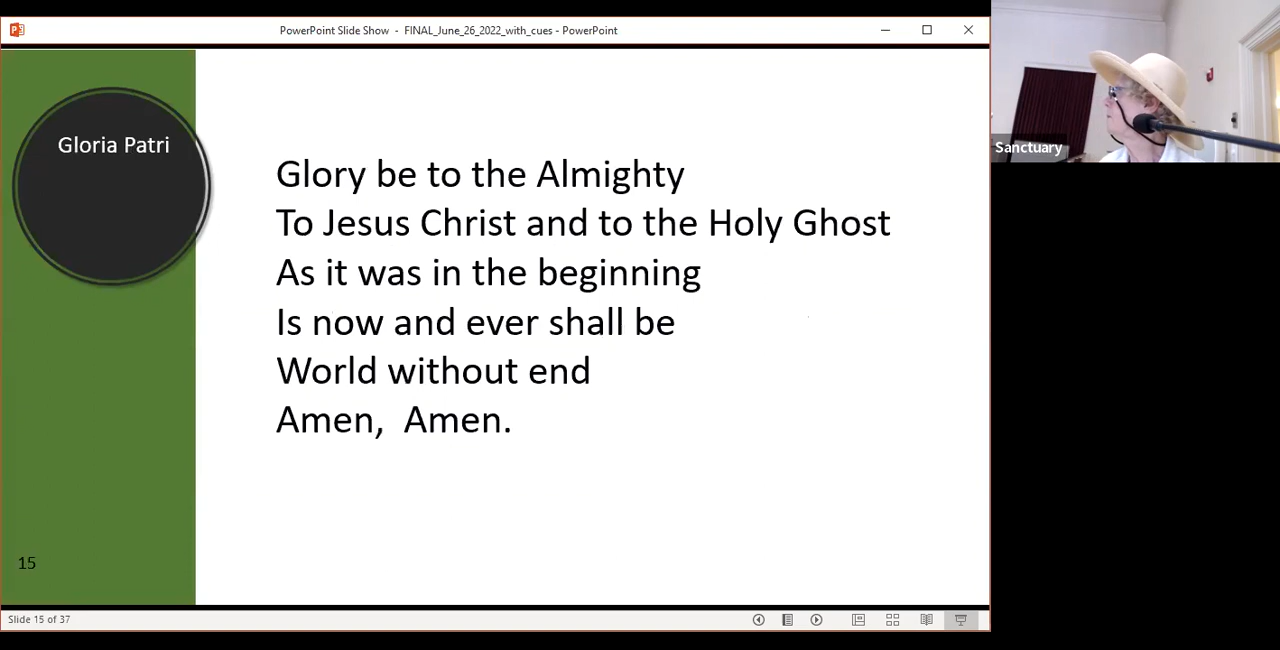 PowerPoint Slide Show - FINAL_June_26_2022_with_cues - PowerPoint
Gloria Patri
Glory be to the Almighty
To Jesus Christ and to the Holy Ghost
As it was in the beginning
Is now and ever shall be
World without end
Amen,  Amen.
15
Slide 15 of 37
Sanctuary